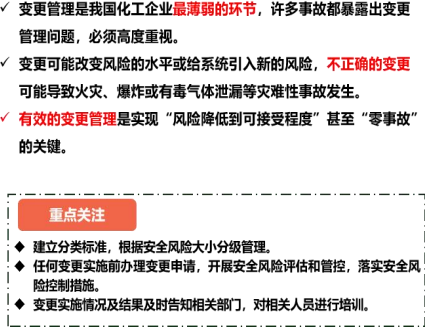 ✓ 变更管理是我国化工企业最薄弱的环节，许多事故都暴露出变更
管理问题，必须高度重视。
✓ 变更可能改变风险的水平或给系统引入新的风险，不正确的变更
可能导致火灾、爆炸或有毒气体泄漏等灾难性事故发生。
✓ 有效的变更管理是实现“风险降低到可接受程度”甚至“零事故”
的关键。
重点关注
◆ 建立分类标准，根据安全风险大小分级管理。
◆ 任何变更实施前办理变更申请，开展安全风险评估和管控，落实安全风
险控制措施。
◆ 变更实施情况及结果及时告知相关部门，对相关人员进行培训。